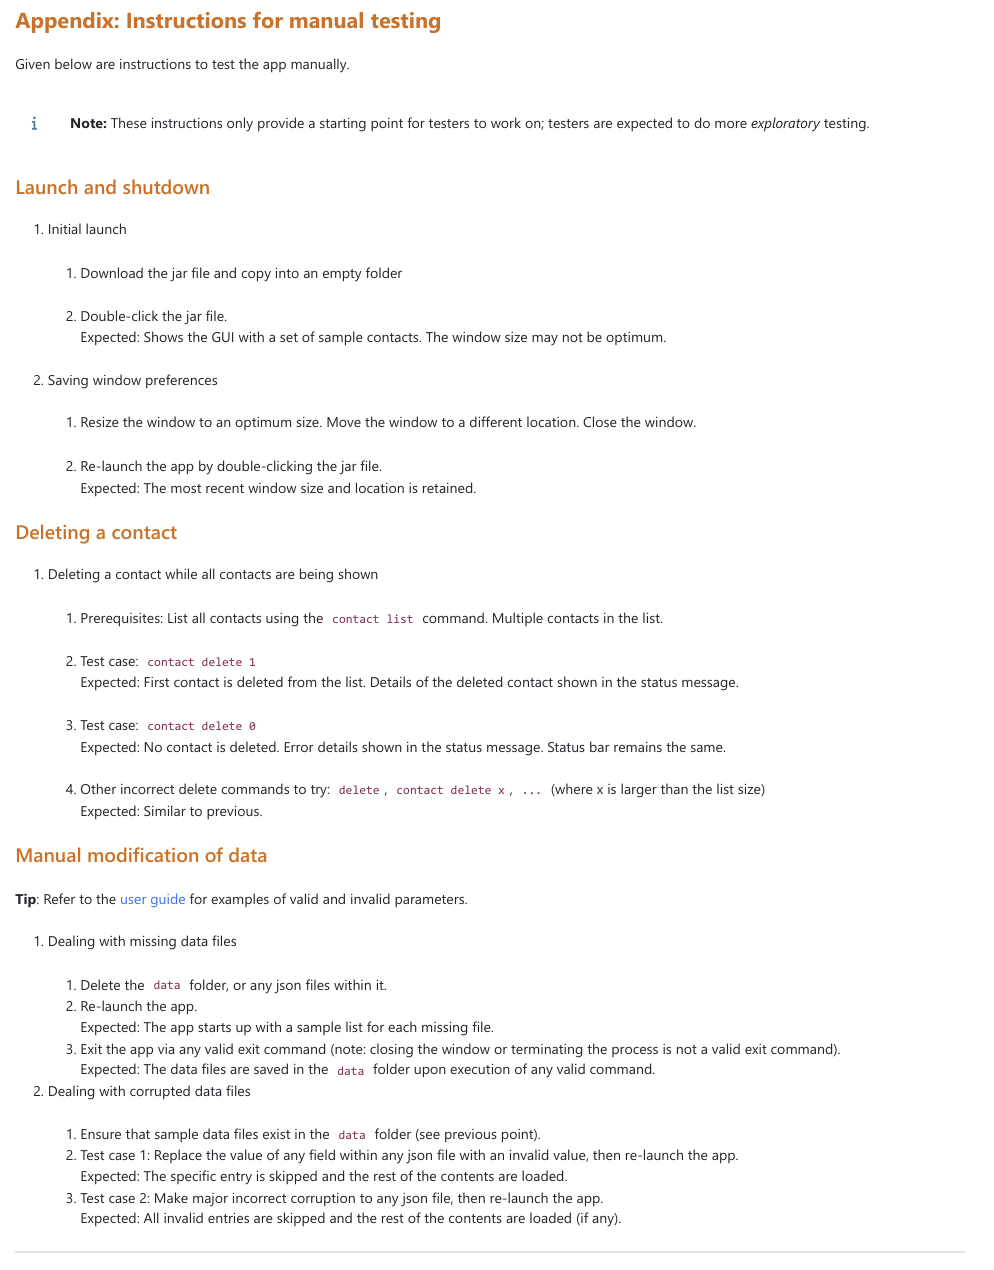 Appendix: Instructions for manual testing
Given below are instructions to test the app manually.
i Note: These instructions only provide a starting point for testers to work on; testers are expected to do more exploratory testing.
Launch and shutdown
1. Initial launch
1. Download the jar file and copy into an empty folder
2. Double-click the jar file.
Expected: Shows the GUI with a set of sample contacts. The window size may not be optimum.
2. Saving window preferences
1. Resize the window to an optimum size. Move the window to a different location. Close the window.
2. Re-launch the app by double-clicking the jar file.
Expected: The most recent window size and location is retained.
Deleting a contact
1. Deleting a contact while all contacts are being shown
1. Prerequisites: List all contacts using the contact list command. Multiple contacts in the list.
2. Test case: contact delete 1
Expected: First contact is deleted from the list. Details of the deleted contact shown in the status message.
3. Test case: contact delete 0
Expected: No contact is deleted. Error details shown in the status message. Status bar remains the same.
4. Other incorrect delete commands to try: delete , contact delete x , ... (where x is larger than the list size)
Expected: Similar to previous.
Manual modification of data
Tip: Refer to the user guide for examples of valid and invalid parameters.
1. Dealing with missing data files
1. Delete the data folder, or any json files within it.
2. Re-launch the app.
Expected: The app starts up with a sample list for each missing file.
3. Exit the app via any valid exit command (note: closing the window or terminating the process is not a valid exit command).
Expected: The data files are saved in the data folder upon execution of any valid command.
2. Dealing with corrupted data files
1. Ensure that sample data files exist in the data folder (see previous point).
2. Test case 1: Replace the value of any field within any json file with an invalid value, then re-launch the app.
Expected: The specific entry is skipped and the rest of the contents are loaded.
3. Test case 2: Make major incorrect corruption to any json file, then re-launch the app.
Expected: All invalid entries are skipped and the rest of the contents are loaded (if any).